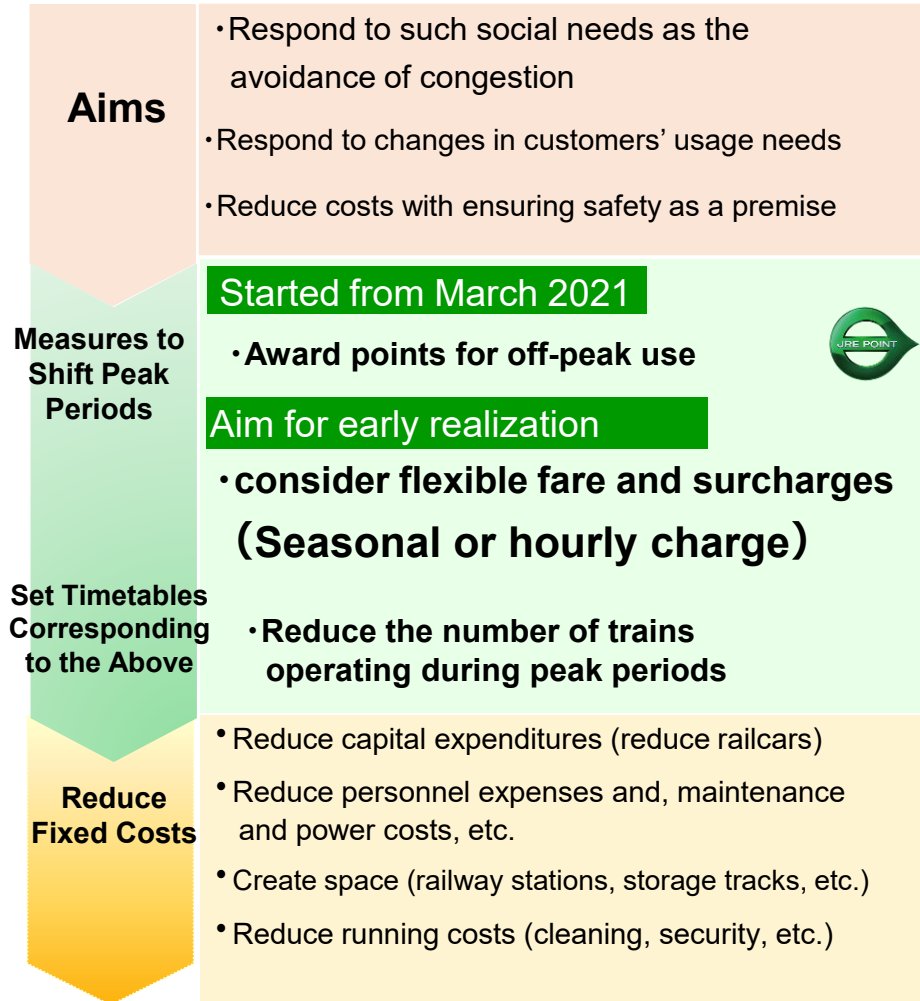 Aims
・Respond to such social needs as the
avoidance of congestion
・Respond to changes in customers’ usage needs
・Reduce costs with ensuring safety as a premise
Measures to
Shift Peak
Periods
Started from March 2021
・Award points for off-peak use
JRE POINT
Aim for early realization
・consider flexible fare and surcharges
（Seasonal or hourly charge）
Set Timetables
Corresponding
to the Above
・Reduce the number of trains
operating during peak periods
Reduce
Fixed Costs
• Reduce capital expenditures (reduce railcars)
• Reduce personnel expenses and, maintenance
and power costs, etc.
• Create space (railway stations, storage tracks, etc.)
• Reduce running costs (cleaning, security, etc.)